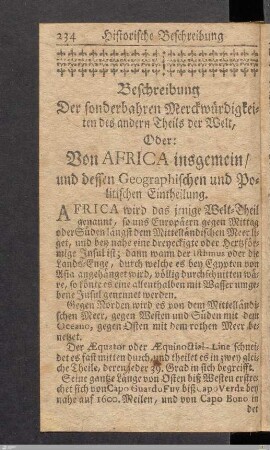 234 Historische Beschreibung
Beschreibung
Der sonderbahren Merckwürdigkei-
ten des andern Theils der Welt,
Oder:
Von AFRICA insgemein/
und dessen Geographischen und Po-
litischen Eintheilung.
AFRICA wird das jenige Welt-Theil
genannt, so uns Europäern gegen Mittag
oder Süden längst dem Mittelländischen Meer li-
get, und bey nahe eine dreyeckigte oder Hertzför-
mige Insul ist; dann wann der Isthmus oder die
Lands-Enge, durch welche es bey Egypten von
Asia angehänget wird, völlig durchschnitten wä-
re, so könte es eine allenthalben mit Wasser umge-
bene Insul genennet werden.
Gegen Norden wird es von dem Mittelländi-
schen Meer, gegen Westen und Süden mit dem
Oceano, gegen Osten mit dem rothen Meer be-
netzet.
Der Æquator oder Æquinoctial-Line schnei-
det es fast mitten durch, und theilet es in zwey glei-
che Theile, deren jeder 35. Grad in sich begreifft.
Seine gantze Länge von Osten biß Westen erstre-
cket sich von Capo Guardo Fuy biß Capo Verde bey
nahe auf 1600. Meilen, und von Capo Bono in
der